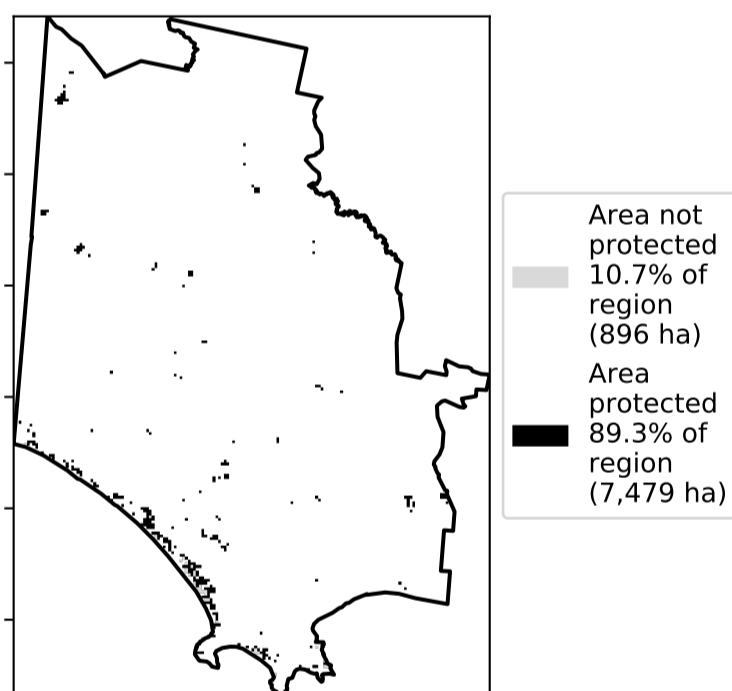 Area not
protected
10.7% of
region
(896 ha)
Area
protected
89.3% of
region
(7,479 ha)